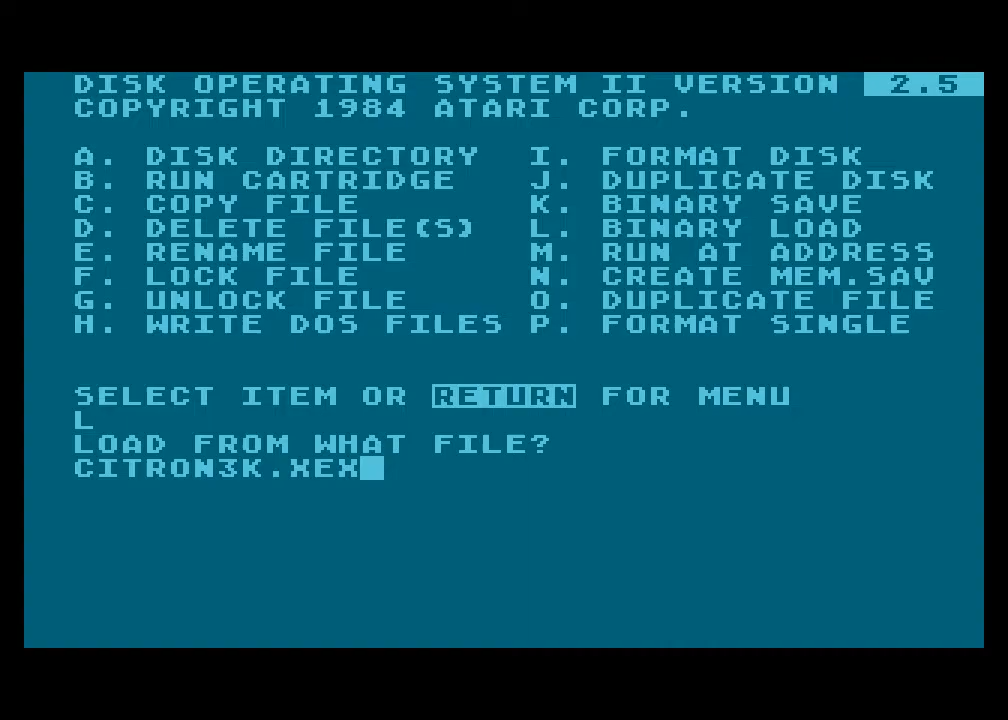 DISK OPERATING SYSTEM II VERSION 2.5
COPYRIGHT 1984 ATARI CORP.
A. DISK DIRECTORY I. FORMAT DISK
B. RUN CARTRIDGE J. DUPLICATE DISK
C. COPY FILE K. BINARY SAVE
D. DELETE FILE(S) L. BINARY LOAD
E. RENAME FILE M. RUN AT ADDRESS
F. LOCK FILE N. CREATE MEM.SAV
G. UNLOCK FILE O. DUPLICATE FILE
H. WRITE DOS FILES P. FORMAT SINGLE
SELECT ITEM OR RETURN FOR MENU
L
LOAD FROM WHAT FILE?
CITRON3K.XEX